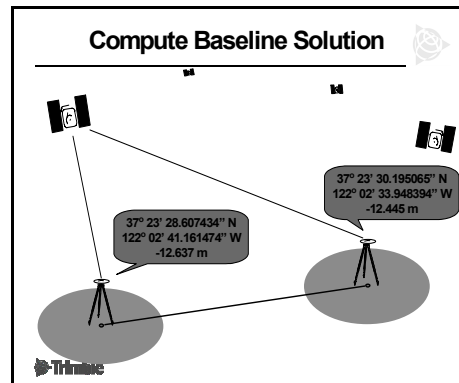 Compute Baseline Solution
37° 23' 30.195065” N
122° 02' 33.948394” W
-12.445 m
37° 23' 28.607434” N
122° 02' 41.161474” W
-12.637 m
Trimble